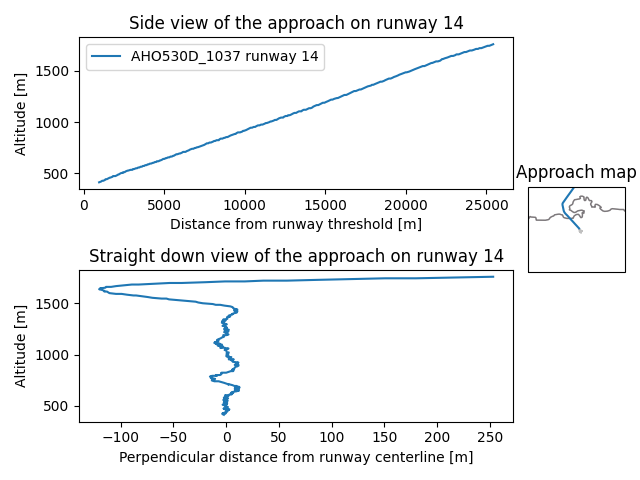 Side view of the approach on runway 14
AHO530D_1037 runway 14
Altitude [m]
1500
1000
500
0
5000
10000
15000
20000
25000
Distance from runway threshold [m]
Approach map
Straight down view of the approach on runway 14
Altitude [m]
1500
1000
500
−100
−50
0
50
100
150
200
250
Perpendicular distance from runway centerline [m]